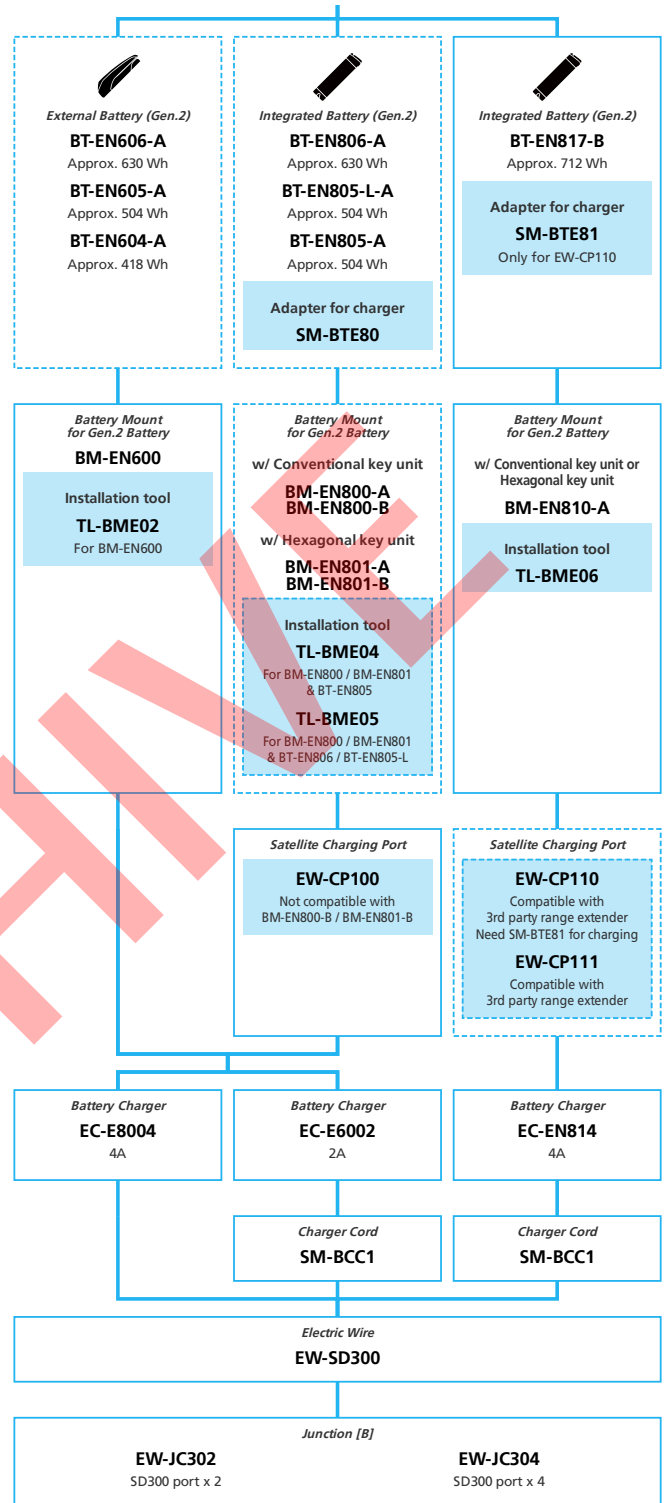 External Battery (Gen.2)
BT-EN606-A
Approx. 630 Wh
BT-EN605-A
Approx. 504 Wh
BT-EN604-A
Approx. 418 Wh
Integrated Battery (Gen.2)
BT-EN806-A
Approx. 630 Wh
BT-EN805-L-A
Approx. 504 Wh
BT-EN805-A
Approx. 504 Wh
Adapter for charger
SM-BTE80
Integrated Battery (Gen.2)
BT-EN817-B
Approx. 712 Wh
Adapter for charger
SM-BTE81
Only for EW-CP110
Battery Mount
for Gen.2 Battery
BM-EN600
Installation tool
TL-BME02
For BM-EN600
Battery Mount
for Gen.2 Battery
w/ Conventional key unit
BM-EN800-A
BM-EN800-B
w/ Hexagonal key unit
BM-EN801-A
BM-EN801-B
Installation tool
TL-BME04
For BM-EN800 / BM-EN801
& BT-EN805
TL-BME05
For BM-EN800 / BM-EN801
& BT-EN806 / BT-EN805-L
Battery Mount
for Gen.2 Battery
w/ Conventional key unit or
Hexagonal key unit
BM-EN810-A
Installation tool
TL-BME06
Satellite Charging Port
EW-CP100
Not compatible with
BM-EN800-B / BM-EN801-B
Satellite Charging Port
EW-CP110
Compatible with
3rd party range extender
Need SM-BTE81 for charging
EW-CP111
Compatible with
3rd party range extender
Battery Charger
EC-E8004
4A
Battery Charger
EC-E6002
2A
Battery Charger
EC-EN814
4A
Charger Cord
SM-BCC1
Charger Cord
SM-BCC1
Electric Wire
EW-SD300
Junction [B]
EW-JC302
SD300 port x 2
EW-JC304
SD300 port x 4
HIVE